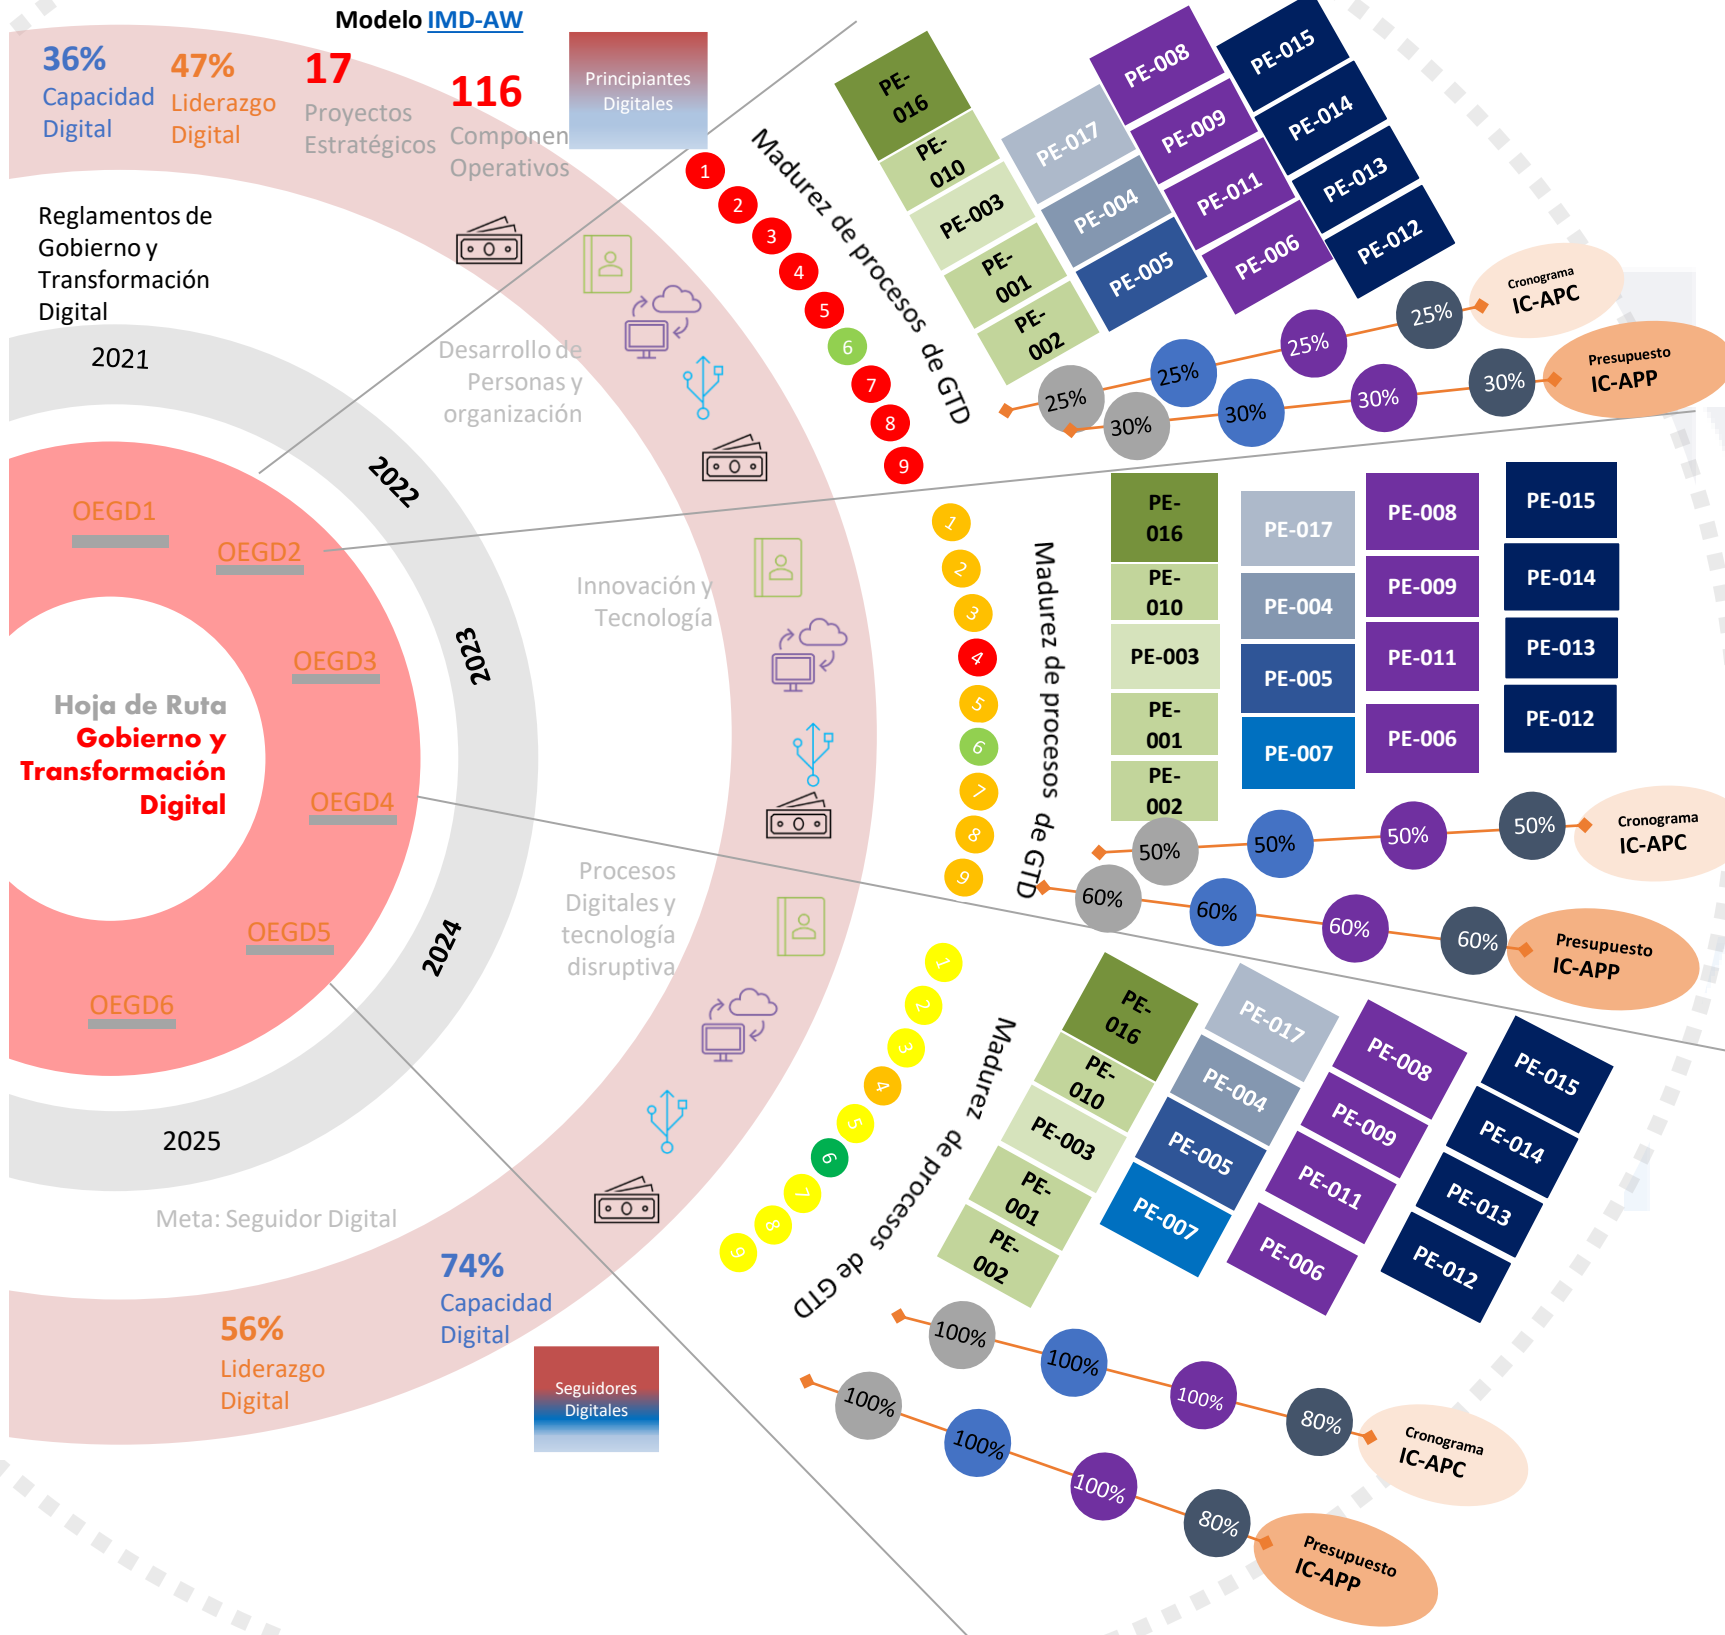 Modelo IMD-AW
36%
Capacidad
Digital
47%
Liderazgo
Digital
17
Proyectos
Estratégicos
116
Componen
Operativos
Principiantes
Digitales
Reglamentos de
Gobierno y
Transformación
Digital
2021
2022
2023
2024
2025
OEGD1
OEGD2
OEGD3
OEGD4
OEGD5
OEGD6
Hoja de Ruta
Gobierno y
Transformación
Digital
Desarrollo de
Personas y
organización
Innovación y
Tecnología
Procesos
Digitales y
tecnología
disruptiva
Meta: Seguidor Digital
74%
Capacidad
Digital
56%
Liderazgo
Digital
Seguidores
Digitales
1
2
3
4
5
6
7
8
9
Madurez de procesos de GTD
PE-
016
PE-
010
PE-003
PE-
001
PE-
002
PE-017
PE-004
PE-005
PE-008
PE-009
PE-011
PE-006
PE-015
PE-014
PE-013
PE-012
25%
25%
25%
25%
Cronograma
IC-APC
30%
30%
30%
30%
Presupuesto
IC-APP
1
2
3
4
5
6
7
8
9
Madurez de procesos de GTD
PE-
016
PE-
010
PE-003
PE-
001
PE-
002
PE-017
PE-004
PE-005
PE-007
PE-008
PE-009
PE-011
PE-006
PE-015
PE-014
PE-013
PE-012
50%
50%
50%
50%
Cronograma
IC-APC
60%
60%
60%
60%
Presupuesto
IC-APP
1
2
3
4
5
6
7
8
9
Madurez de procesos de GTD
PE-
016
PE-
010
PE-003
PE-
001
PE-
002
PE-017
PE-004
PE-005
PE-007
PE-008
PE-009
PE-011
PE-006
PE-015
PE-014
PE-013
PE-012
100%
100%
100%
80%
Cronograma
IC-APC
100%
100%
100%
80%
Presupuesto
IC-APP